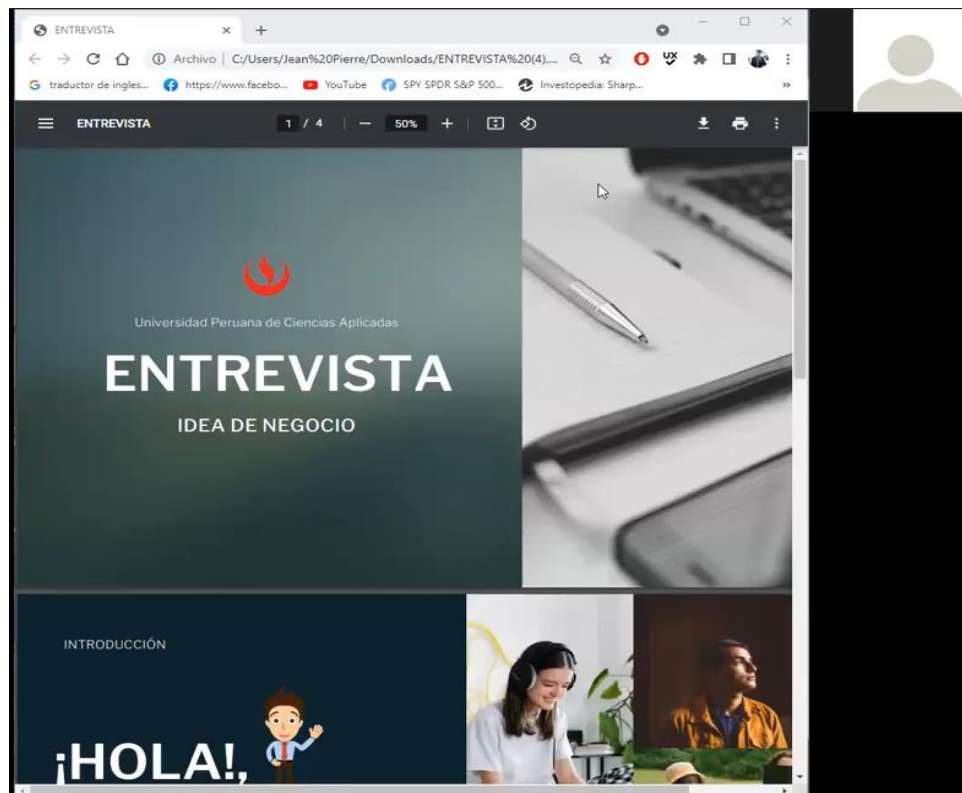 ENTREVISTA
Archivo | C:/Users/Jean%20Pierre/Downloads/ENTREVISTA%20(4)....
traductor de ingles... https://www.facebo... YouTube SPY SPDR S&P 500... Investopedia: Sharp... »
ENTREVISTA 1 / 4 | − 50% +
Universidad Peruana de Ciencias Aplicadas
ENTREVISTA
IDEA DE NEGOCIO
INTRODUCCIÓN
¡HOLA!,